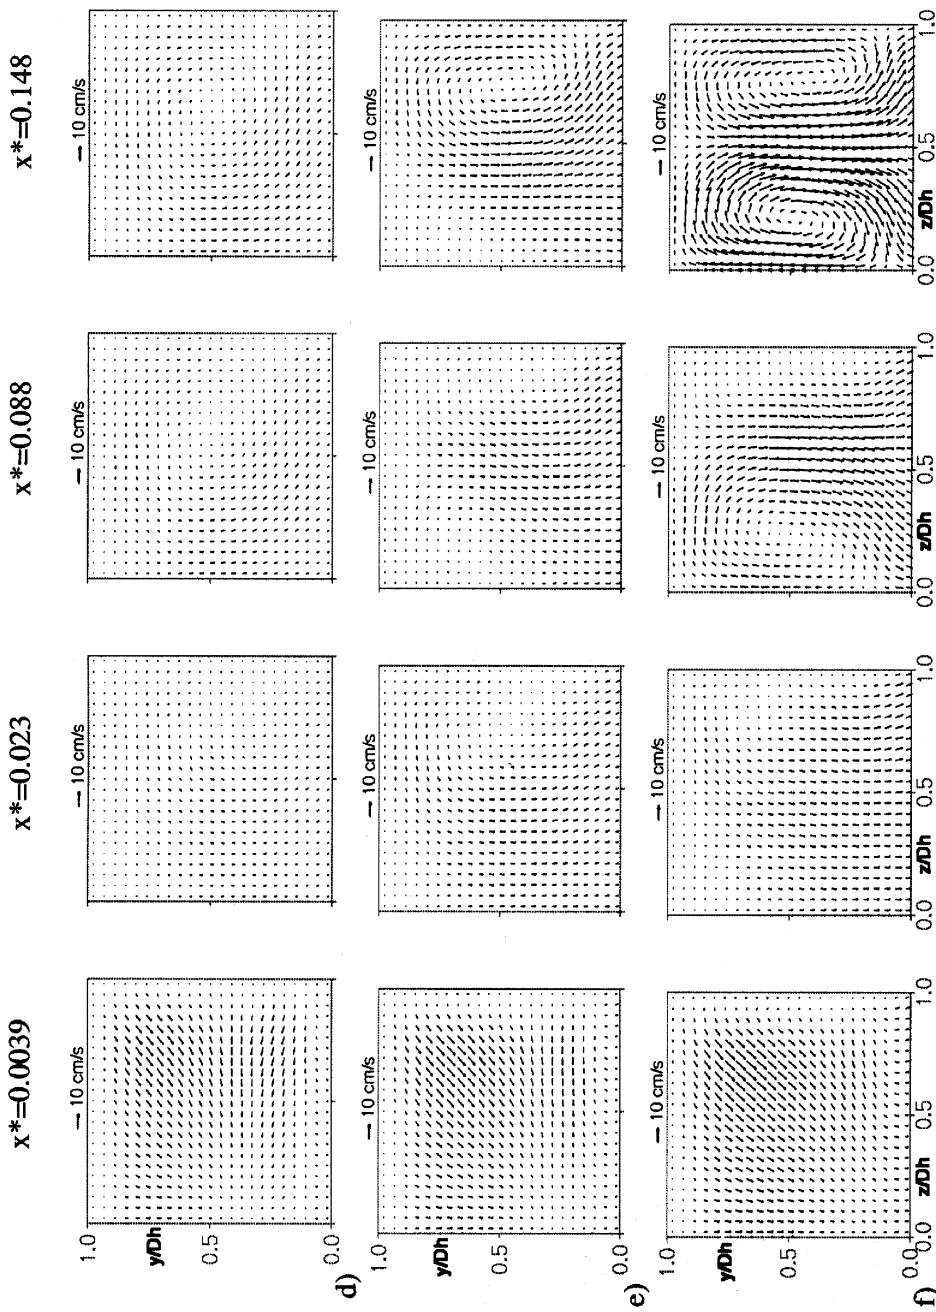 x*=0.0039 x*=0.023 x*=0.088 x*=0.148
→ 10 cm/s → 10 cm/s → 10 cm/s → 10 cm/s
1.0
y/Dh
0.5
0.0
d)
→ 10 cm/s → 10 cm/s → 10 cm/s → 10 cm/s
1.0
y/Dh
0.5
0.0
e)
→ 10 cm/s → 10 cm/s → 10 cm/s → 10 cm/s
1.0
y/Dh
0.5
0.0
f) 0.0 z/Dh 0.5 1.0 0.0 z/Dh 0.5 1.0 0.0 z/Dh 0.5 1.0 0.0 z/Dh 0.5 1.0